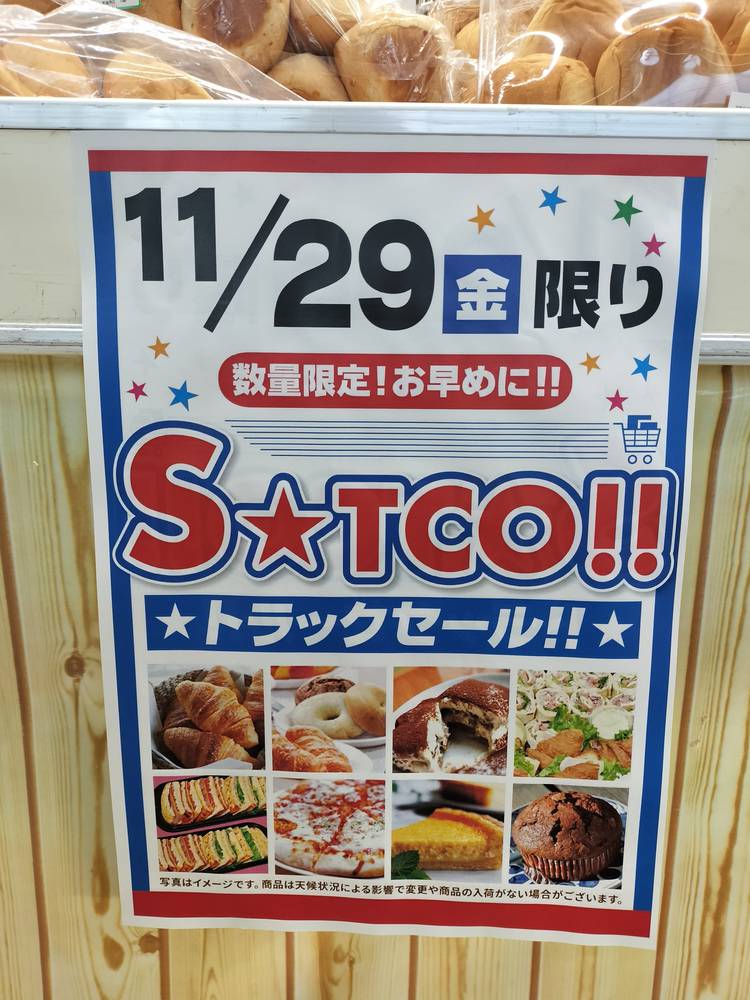 11/29金限り
数量限定!お早めに!!
S★TCO!!
★トラックセール!!★
写真はイメージです。商品は天候状況による影響で変更や商品の入荷がない場合がございます。